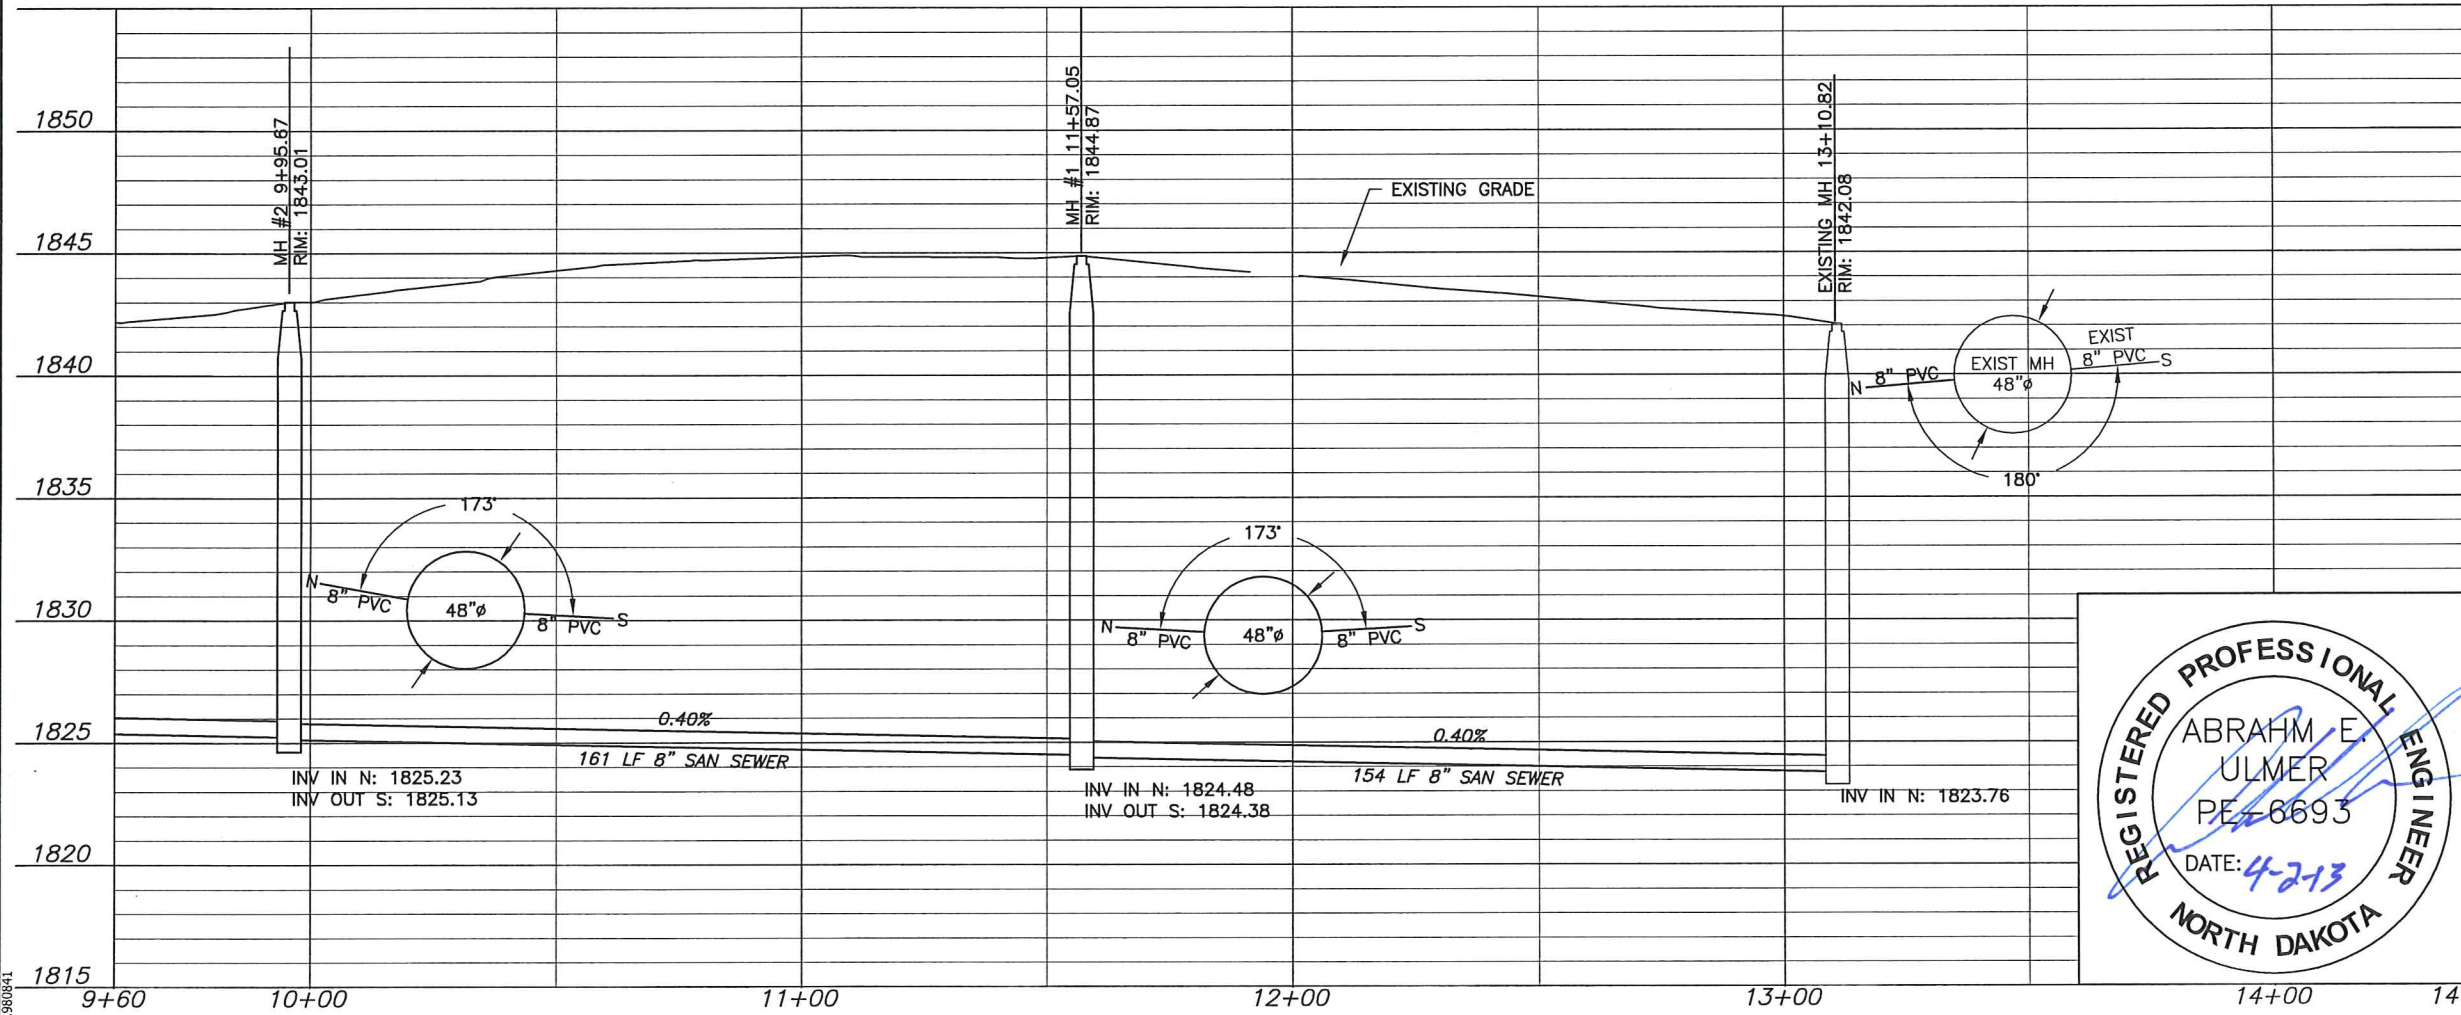 MH #2 9+95.67
RIM: 1843.01
MH #1 11+57.05
RIM: 1844.87
EXISTING MH 13+10.82
RIM: 1842.08
EXISTING GRADE
1850
1845
1840
1835
1830
1825
1820
1815
N 8" PVC
EXIST MH
48"ø
EXIST
8" PVC S
180°
173°
N 8" PVC
48"ø
8" PVC S
173°
N 8" PVC
48"ø
8" PVC S
0.40%
161 LF 8" SAN SEWER
0.40%
154 LF 8" SAN SEWER
INV IN N: 1825.23
INV OUT S: 1825.13
INV IN N: 1824.48
INV OUT S: 1824.38
INV IN N: 1823.76
REGISTERED PROFESSIONAL ENGINEER
ABRAHM E.
ULMER
PE-6693
DATE: 4-2-13
NORTH DAKOTA
9+60 10+00 11+00 12+00 13+00 14+00 14
980841